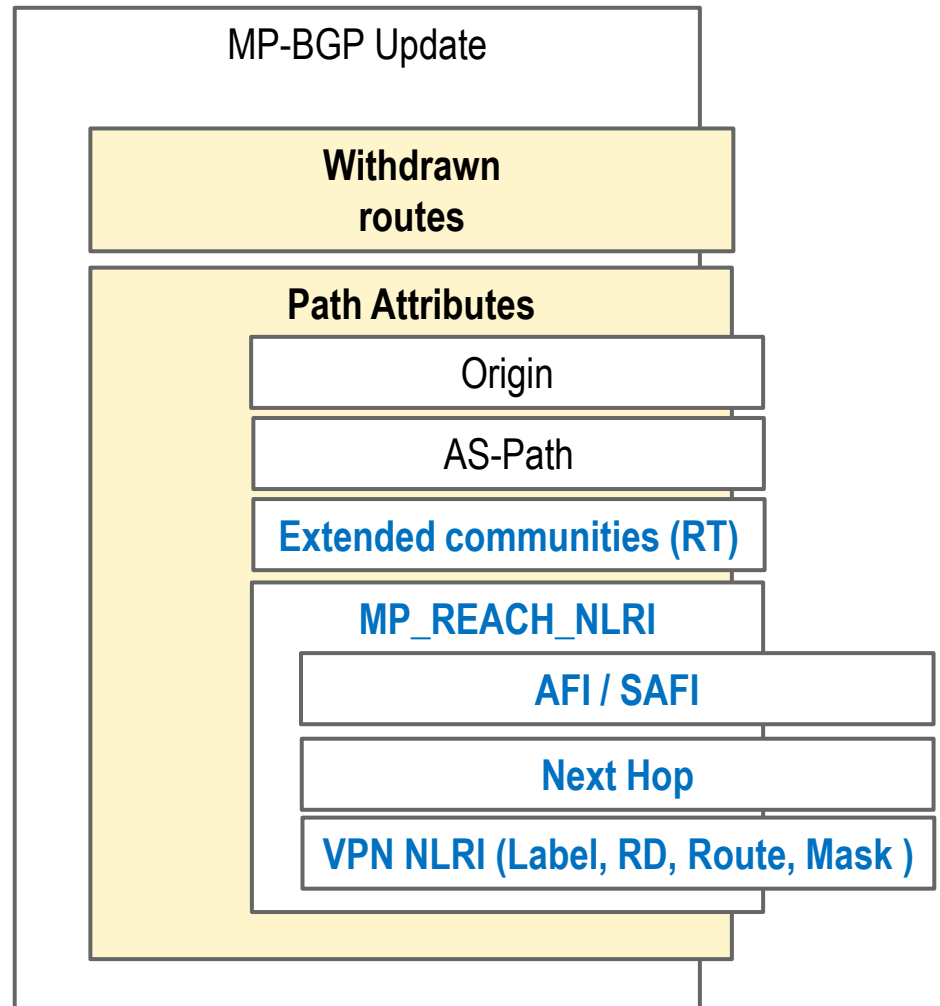 MP-BGP Update
Withdrawn
routes
Path Attributes
Origin
AS-Path
Extended communities (RT)
MP_REACH_NLRI
AFI / SAFI
Next Hop
VPN NLRI (Label, RD, Route, Mask )